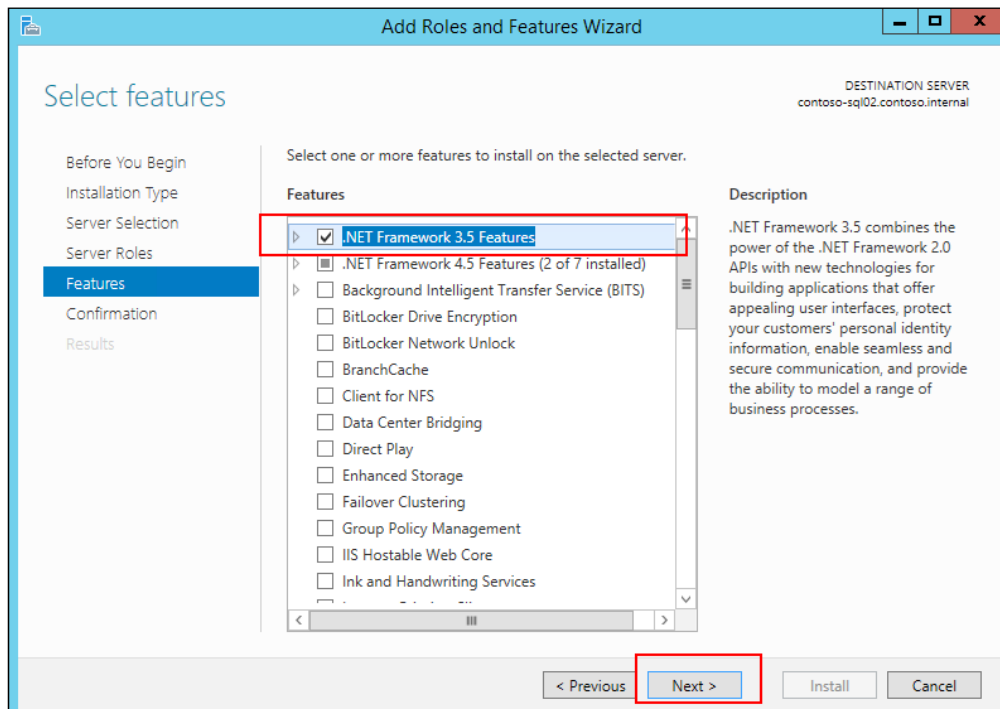 Add Roles and Features Wizard
Select features
DESTINATION SERVER
contoso-sql02.contoso.internal
Before You Begin
Installation Type
Server Selection
Server Roles
Features
Confirmation
Results
Select one or more features to install on the selected server.
Features
.NET Framework 3.5 Features
.NET Framework 4.5 Features (2 of 7 installed)
Background Intelligent Transfer Service (BITS)
BitLocker Drive Encryption
BitLocker Network Unlock
BranchCache
Client for NFS
Data Center Bridging
Direct Play
Enhanced Storage
Failover Clustering
Group Policy Management
IIS Hostable Web Core
Ink and Handwriting Services
Description
.NET Framework 3.5 combines the
power of the .NET Framework 2.0
APIs with new technologies for
building applications that offer
appealing user interfaces, protect
your customers' personal identity
information, enable seamless and
secure communication, and provide
the ability to model a range of
business processes.
< Previous
Next >
Install
Cancel